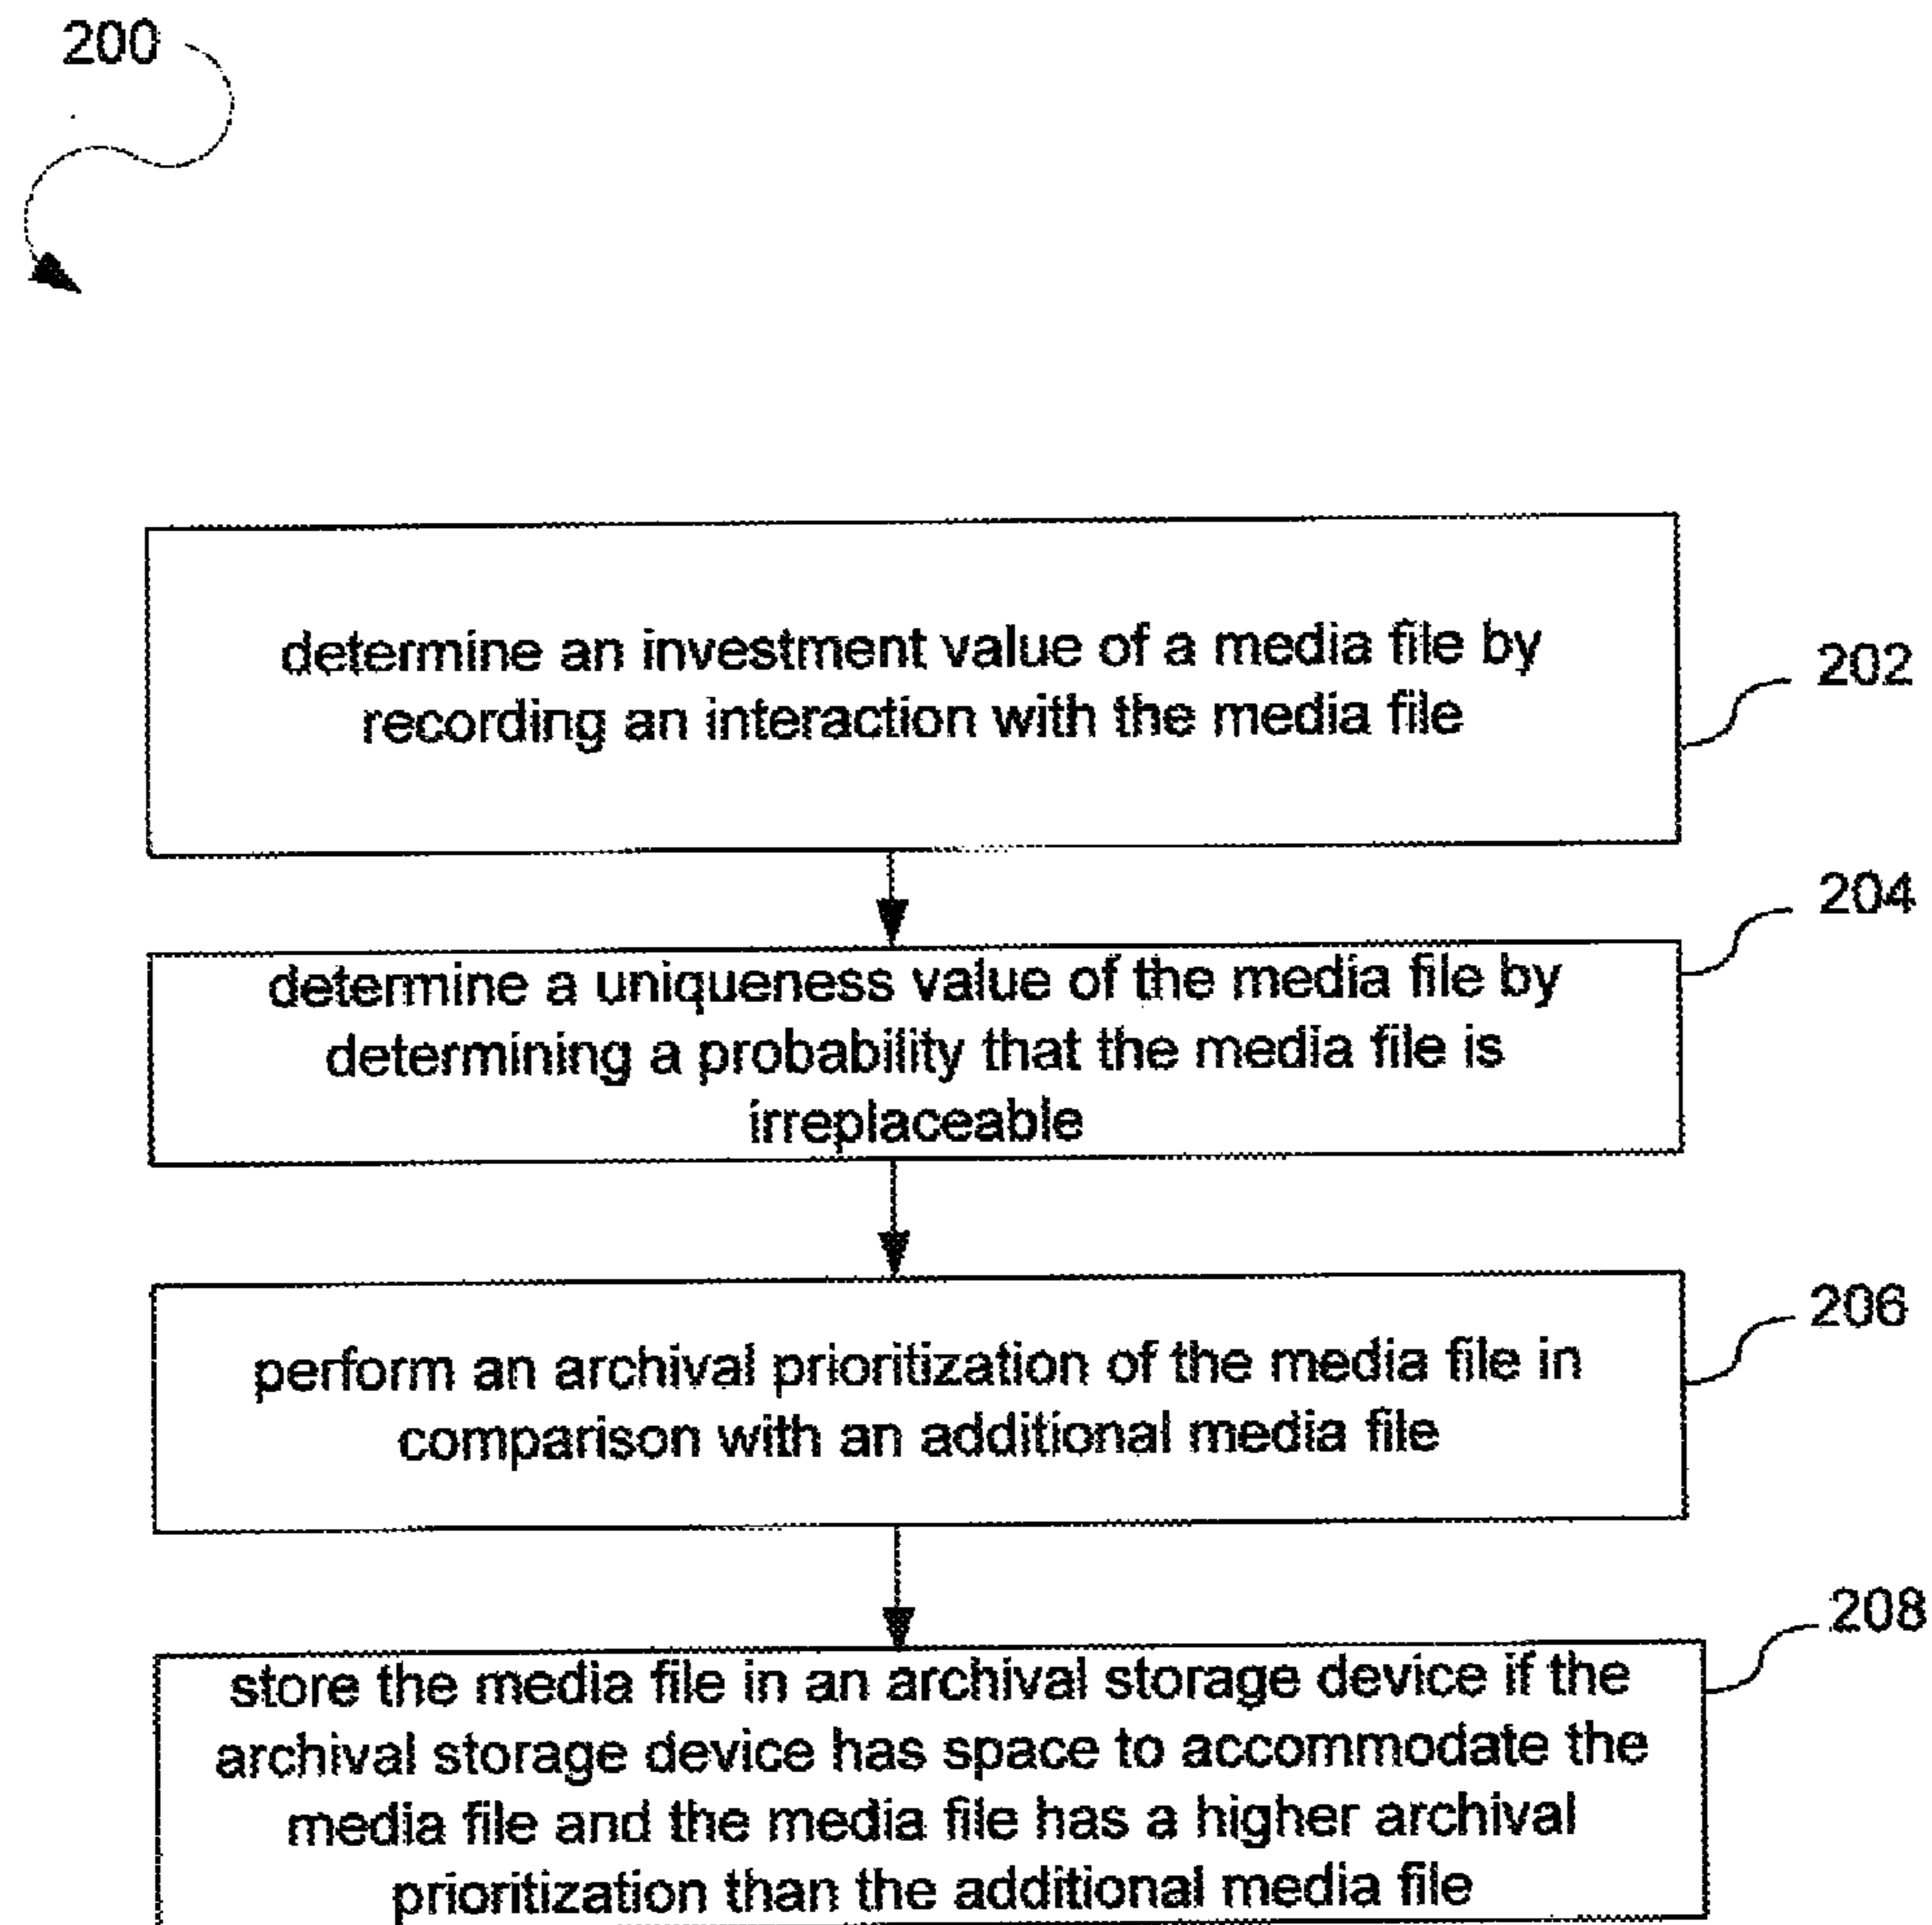 200
determine an investment value of a media file by
recording an interaction with the media file
202
204
determine a uniqueness value of the media file by
determining a probability that the media file is
irreplaceable
206
perform an archival prioritization of the media file in
comparison with an additional media file
208
store the media file in an archival storage device if the
archival storage device has space to accommodate the
media file and the media file has a higher archival
prioritization than the additional media file